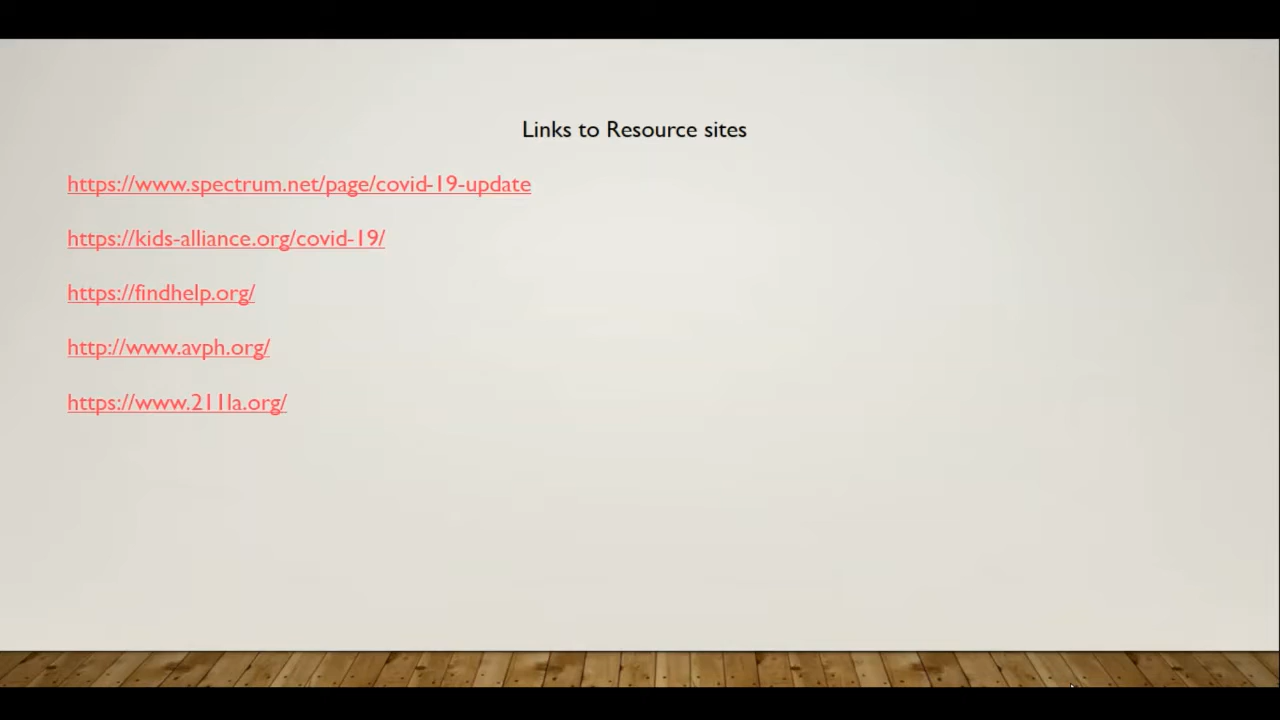 Links to Resource sites
https://www.spectrum.net/page/covid-19-update
https://kids-alliance.org/covid-19/
https://findhelp.org/
http://www.avph.org/
https://www.211la.org/